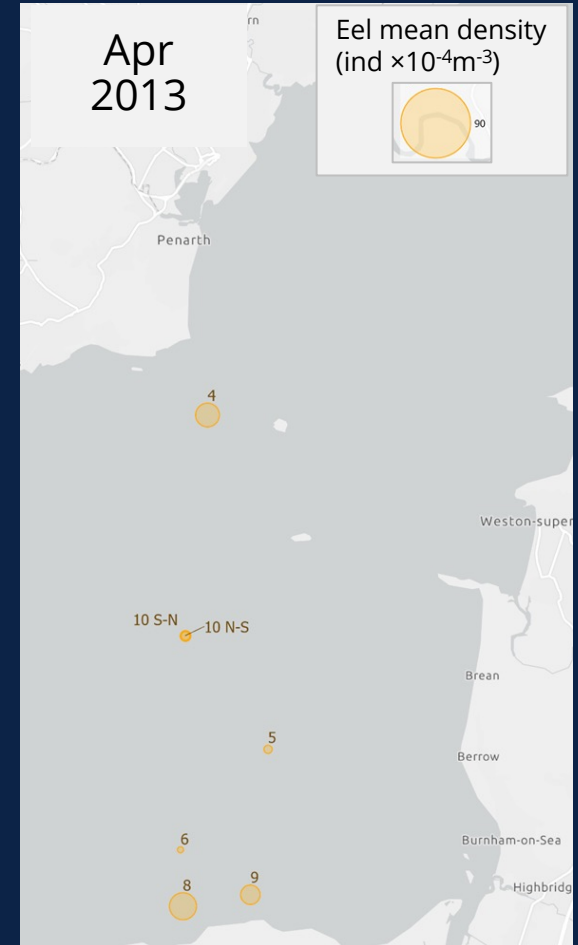 Apr
2013
rn
Eel mean density
(ind ×10⁻⁴m⁻³)
90
Penarth
4
Weston-super
10 S-N
10 N-S
Brean
5
Berrow
6
Burnham-on-Sea
8
9
Highbridg